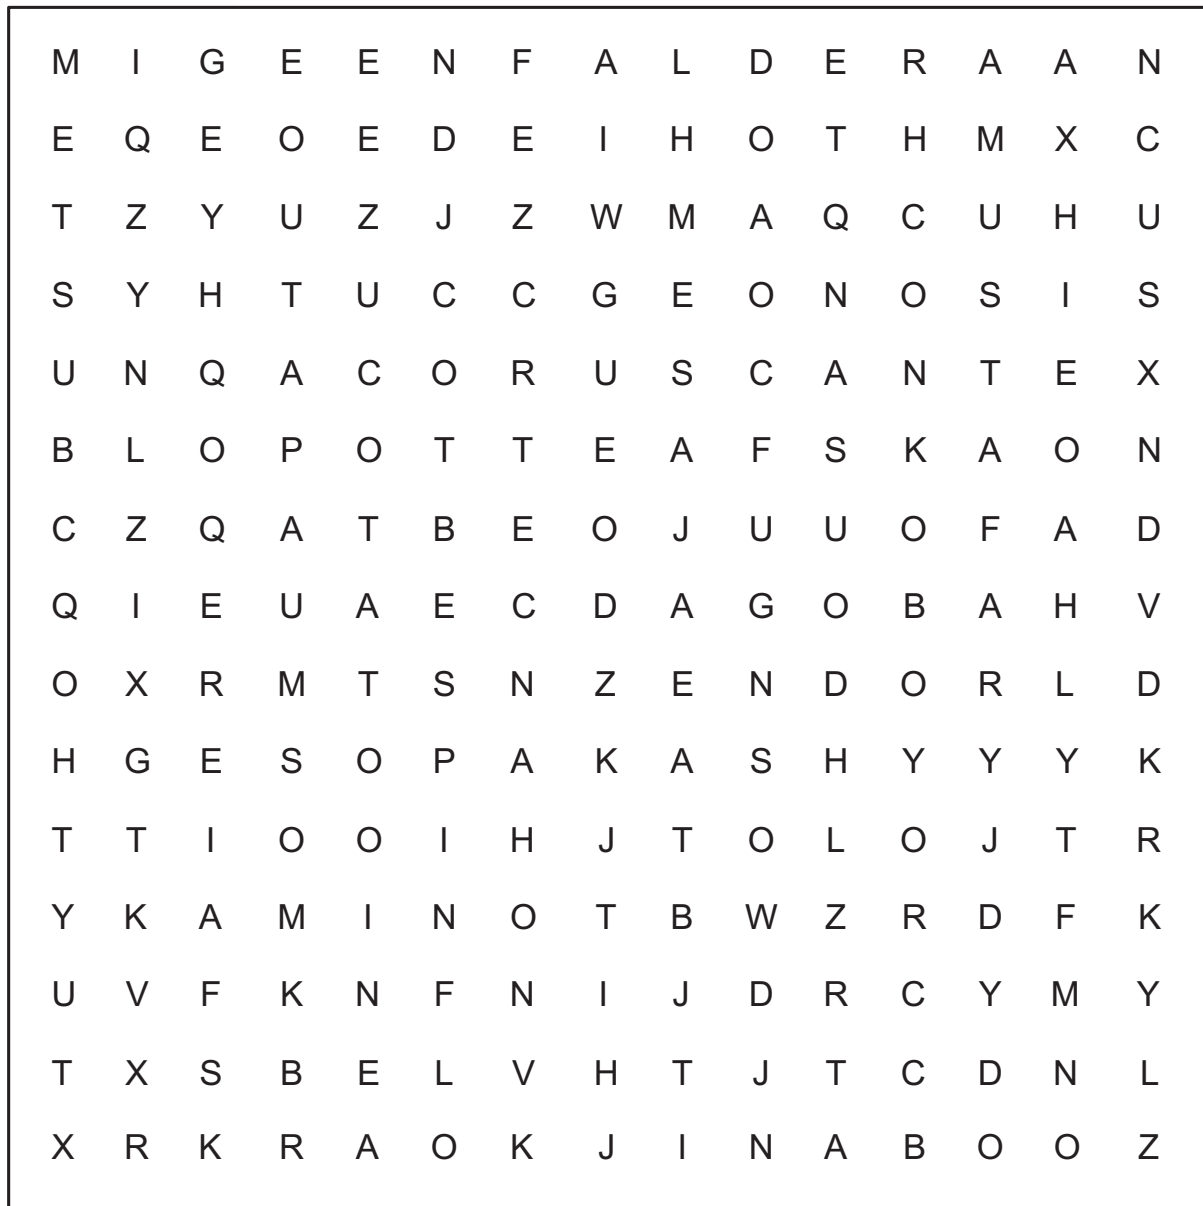 M I G E E N F A L D E R A A N
E Q E O E D E I H O T H M X C
T Z Y U Z J Z W M A Q C U H U
S Y H T U C C G E O N O S I S
U N Q A C O R U S C A N T E X
B L O P O T T E A F S K A O N
C Z Q A T B E O J U U O F A D
Q I E U A E C D A G O B A H V
O X R M T S N Z E N D O R L D
H G E S O P A K A S H Y Y Y K
T T I O O I H J T O L O J T R
Y K A M I N O T B W Z R D F K
U V F K N F N I J D R C Y M Y
T X S B E L V H T J T C D N L
X R K R A O K J I N A B O O Z